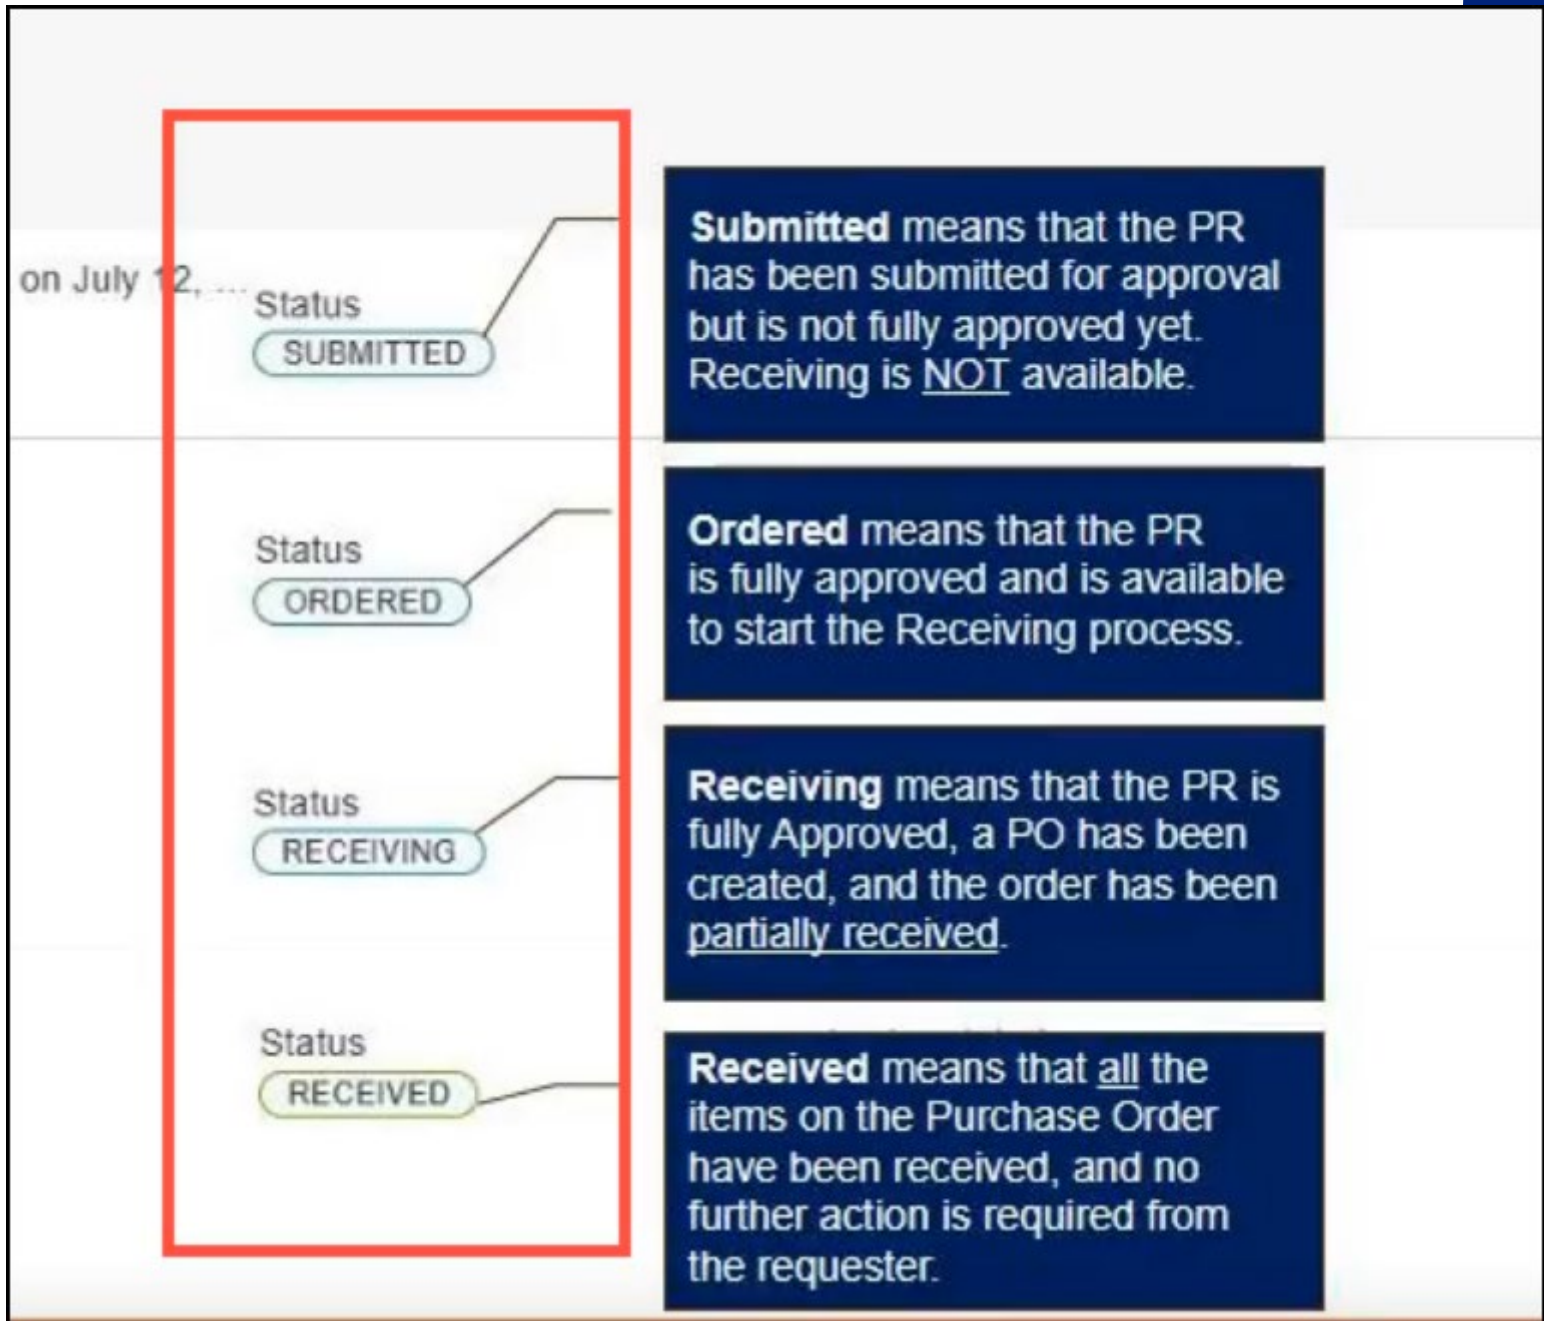 on July 12, ...
Status
SUBMITTED
Submitted means that the PR
has been submitted for approval
but is not fully approved yet.
Receiving is NOT available.
Status
ORDERED
Ordered means that the PR
is fully approved and is available
to start the Receiving process.
Status
RECEIVING
Receiving means that the PR is
fully Approved, a PO has been
created, and the order has been
partially received.
Status
RECEIVED
Received means that all the
items on the Purchase Order
have been received, and no
further action is required from
the requester.